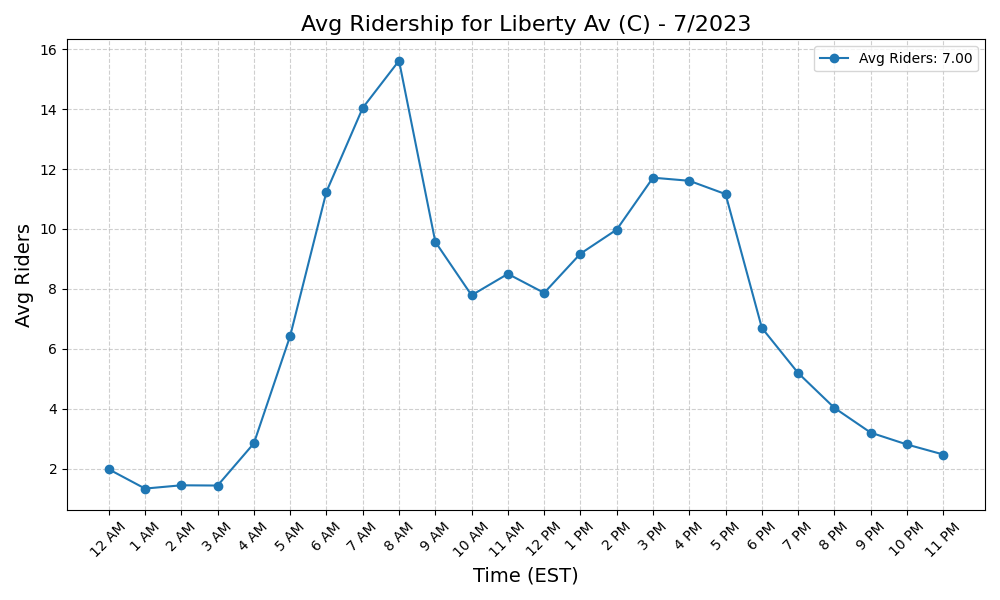 Avg Ridership for Liberty Av (C) - 7/2023
Avg Riders: 7.00
Avg Riders
16
14
12
10
8
6
4
2
12 AM
1 AM
2 AM
3 AM
4 AM
5 AM
6 AM
7 AM
8 AM
9 AM
10 AM
11 AM
12 PM
1 PM
2 PM
3 PM
4 PM
5 PM
6 PM
7 PM
8 PM
9 PM
10 PM
11 PM
Time (EST)